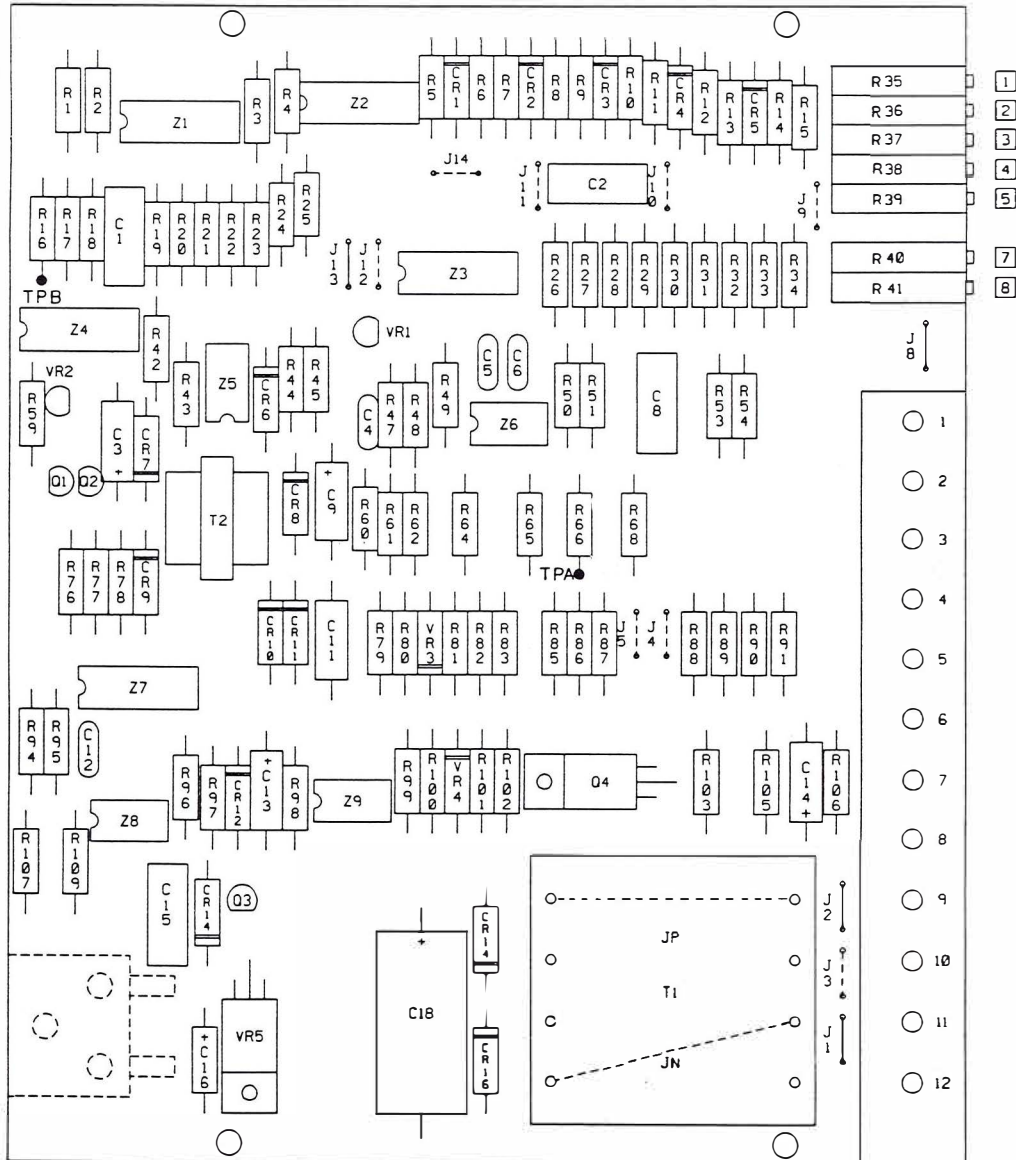 R1 R2 Z1 R3 R4 Z2 R5 CR1 R6 R7 CR2 R8 R9 CR3 R10 R11 CR4 R12 R13 CR5 R14 R15
R35 1
R36 2
R37 3
R38 4
R39 5
J14 J11 C2 J10 J9
R16 R17 R18 C1 R19 R20 R21 R22 R23 R24 R25
J13 J12 Z3 R26 R27 R28 R29 R30 R31 R32 R33 R34
R40 7
R41 8
TPB
Z4 R42 VR1 J8
VR2 R59 R43 Z5 CR6 R44 R45 C4 R47 R48 R49 C5 C6 Z6 R50 R51 C8 R53 R54
C3 + CR7
1
Q1 Q2 T2 CR8 + C9 R60 R61 R62 R64 R65 R66 R68
2
3
TPA
R76 R77 R78 CR9
4
CR10 CR11 C11 R79 R80 VR3 R81 R82 R83 R85 R86 R87 J5 J4 R88 R89 R90 R91
5
Z7
6
R94 R95 C12
R96 R97 CR12 + C13 R98 Z9 R99 R100 VR4 R101 R102 Q4 R103 R105 C14 + R106
7
Z8
8
R107 R109
C15 CR14 Q3
9
J2
+ CR14 JP
10
J3
C18 T1
11
VR5
J1
+ C16 CR16 JN
12